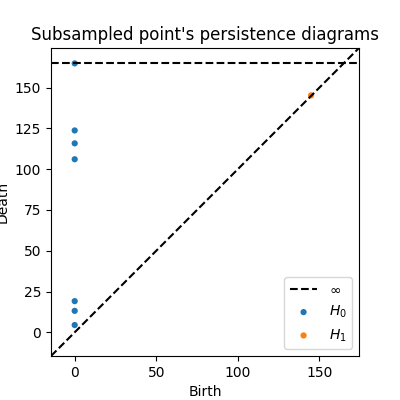 Subsampled point's persistence diagrams
150
125
100
75
50
25
0
Death
0 50 100 150
Birth
∞
H₀
H₁